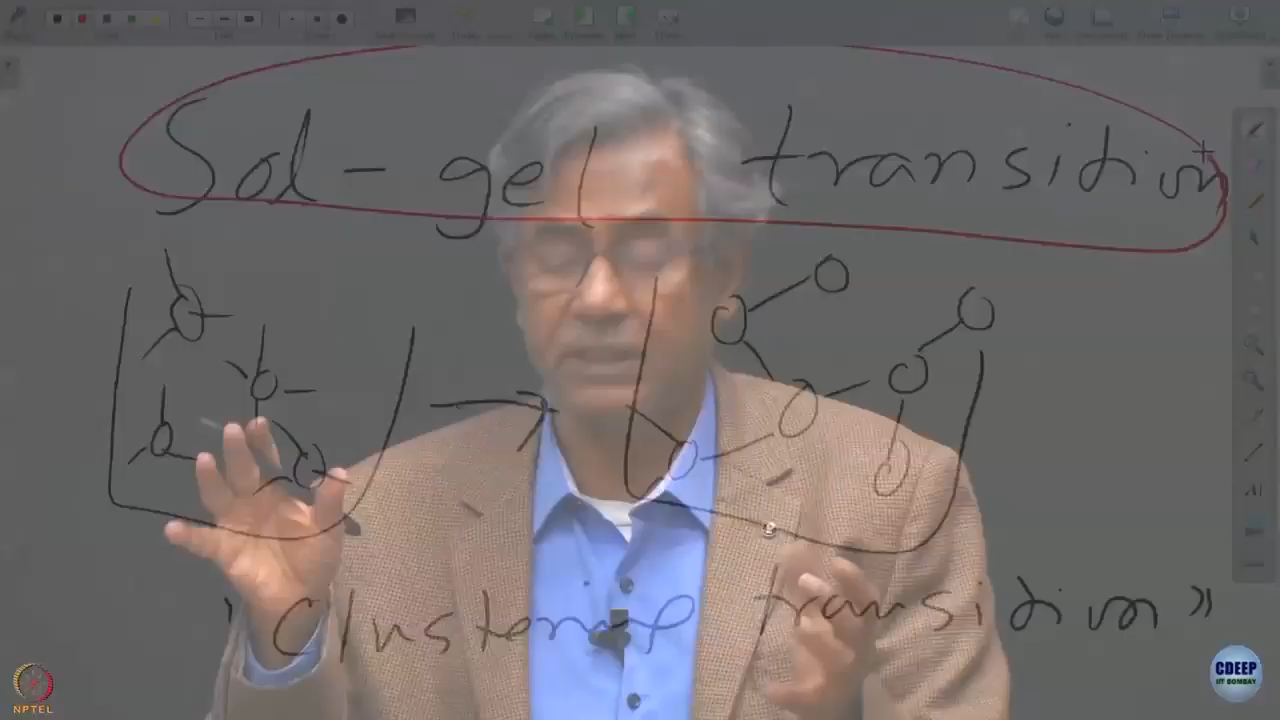 Sol-gel transition
"Clustering transition"
NPTEL
CDEEP
IIT BOMBAY